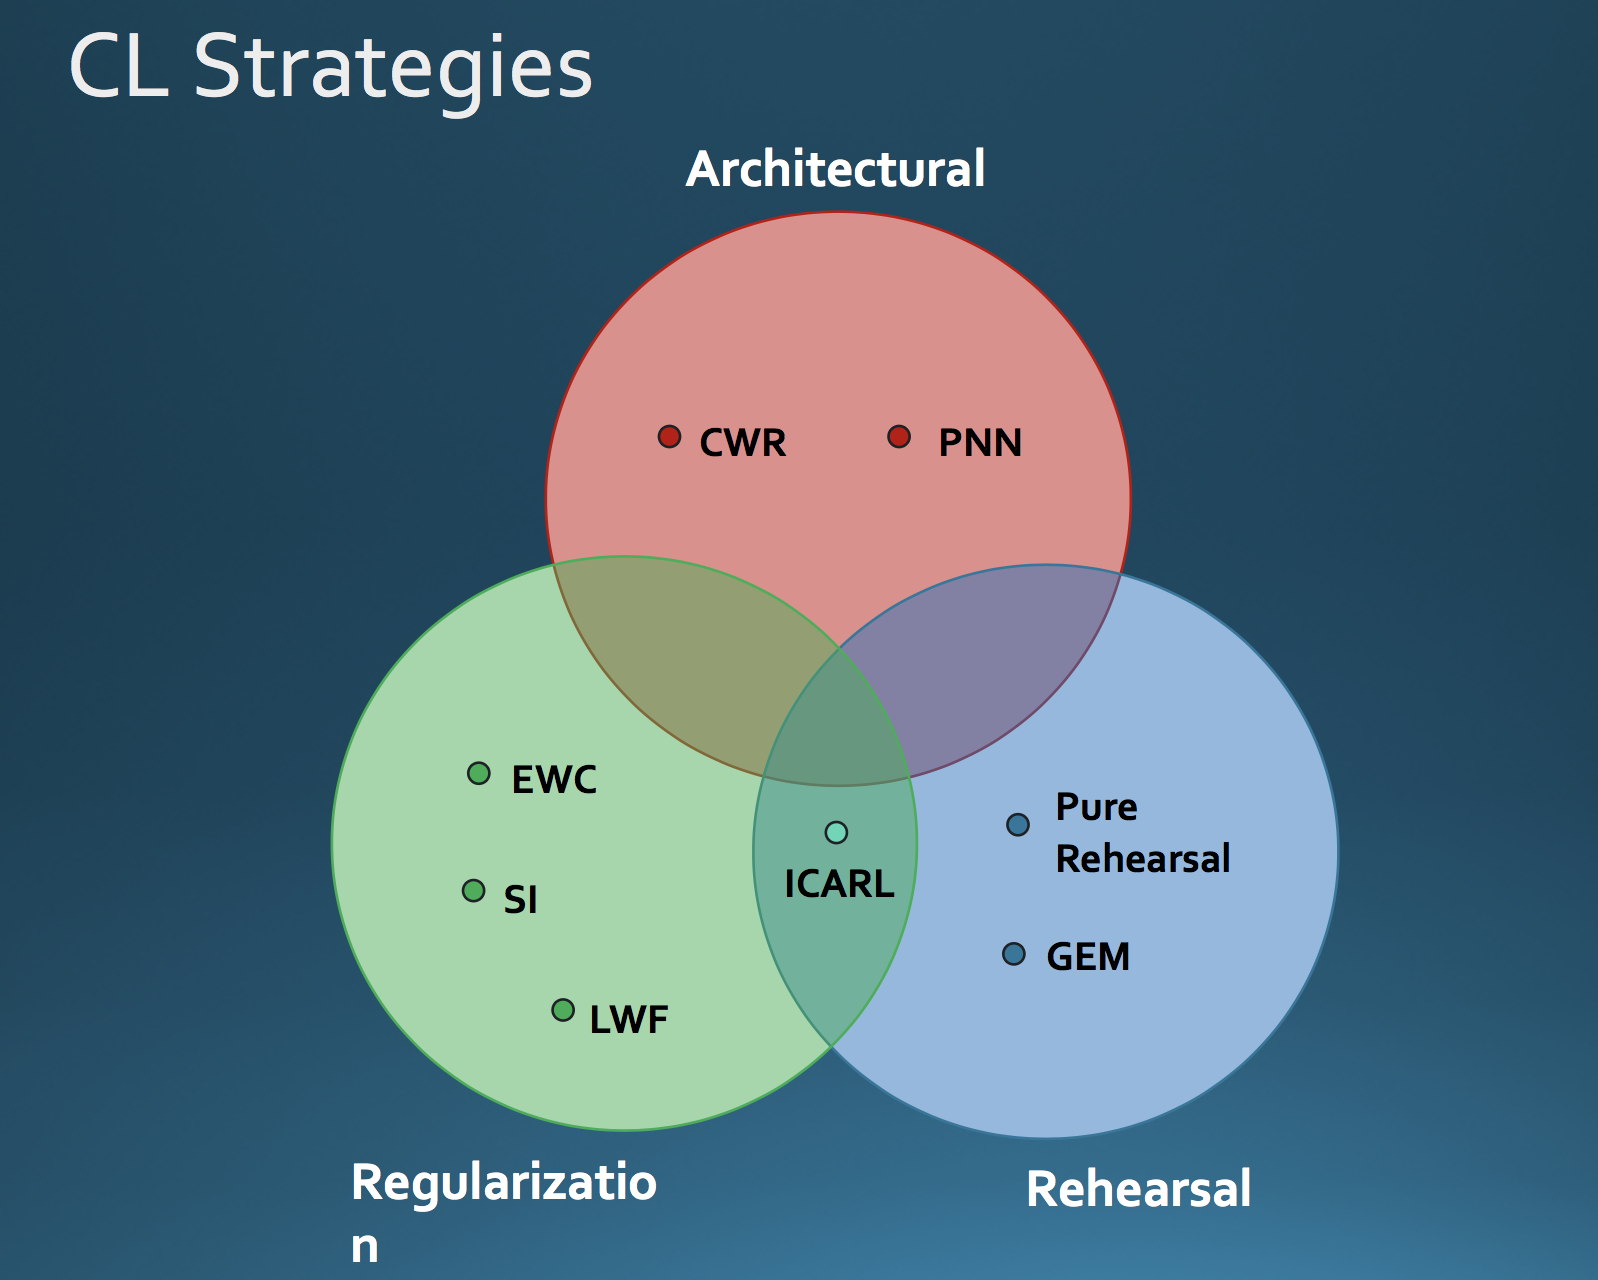 CL Strategies
Architectural
CWR
PNN
EWC
SI
LWF
ICARL
Pure
Rehearsal
GEM
Regularizatio
n
Rehearsal